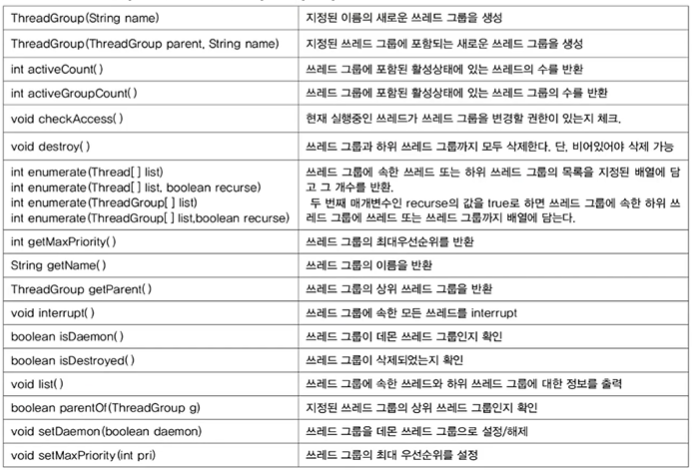 ThreadGroup(String name)
지정된 이름의 새로운 쓰레드 그룹을 생성
ThreadGroup(ThreadGroup parent, String name)
지정된 쓰레드 그룹에 포함되는 새로운 쓰레드 그룹을 생성
int activeCount( )
쓰레드 그룹에 포함된 활성상태에 있는 쓰레드의 수를 반환
int activeGroupCount( )
쓰레드 그룹에 포함된 활성상태에 있는 쓰레드 그룹의 수를 반환
void checkAccess( )
현재 실행중인 쓰레드가 쓰레드 그룹을 변경할 권한이 있는지 체크.
void destroy( )
쓰레드 그룹과 하위 쓰레드 그룹까지 모두 삭제한다. 단, 비어있어야 삭제 가능
int enumerate(Thread[ ] list)
int enumerate(Thread[ ] list, boolean recurse)
int enumerate(ThreadGroup[ ] list)
int enumerate(ThreadGroup[ ] list,boolean recurse)
쓰레드 그룹에 속한 쓰레드 또는 하위 쓰레드 그룹의 목록을 지정된 배열에 담
고 그 개수를 반환.
두 번째 매개변수인 recurse의 값을 true로 하면 쓰레드 그룹에 속한 하위 쓰
레드 그룹에 쓰레드 또는 쓰레드 그룹까지 배열에 담는다.
int getMaxPriority( )
쓰레드 그룹의 최대우선순위를 반환
String getName( )
쓰레드 그룹의 이름을 반환
ThreadGroup getParent( )
쓰레드 그룹의 상위 쓰레드 그룹을 반환
void interrupt( )
쓰레드 그룹에 속한 모든 쓰레드를 interrupt
boolean isDaemon( )
쓰레드 그룹이 데몬 쓰레드 그룹인지 확인
boolean isDestroyed( )
쓰레드 그룹이 삭제되었는지 확인
void list( )
쓰레드 그룹에 속한 쓰레드와 하위 쓰레드 그룹에 대한 정보를 출력
boolean parentOf(ThreadGroup g)
지정된 쓰레드 그룹의 상위 쓰레드 그룹인지 확인
void setDaemon(boolean daemon)
쓰레드 그룹을 데몬 쓰레드 그룹으로 설정/해제
void setMaxPriority(int pri)
쓰레드 그룹의 최대 우선순위를 설정